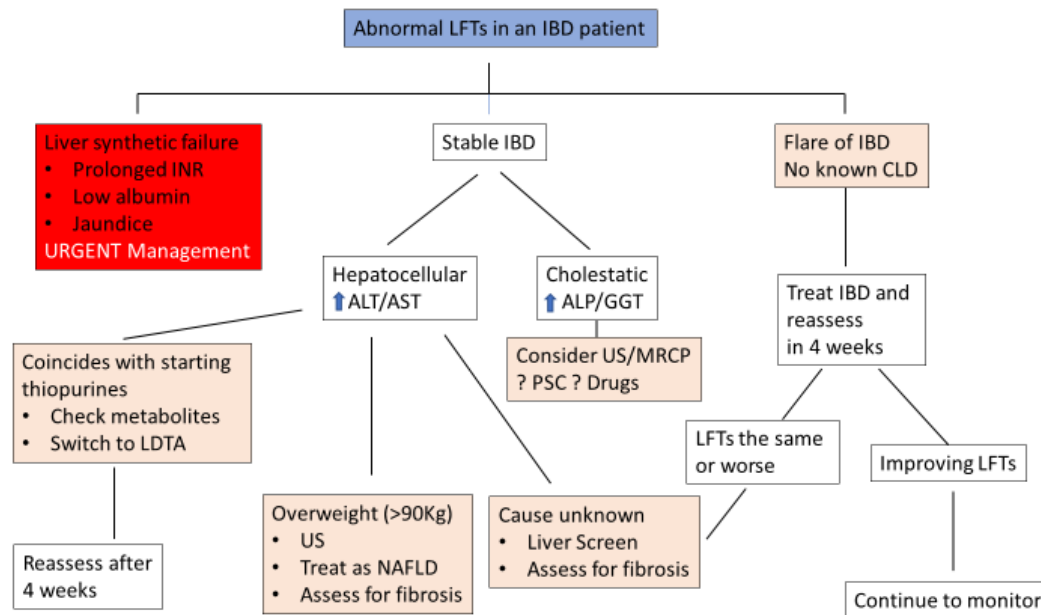 Abnormal LFTs in an IBD patient
Liver synthetic failure
• Prolonged INR
• Low albumin
• Jaundice
URGENT Management
Stable IBD
Flare of IBD
No known CLD
Hepatocellular
⬆ ALT/AST
Cholestatic
⬆ ALP/GGT
Treat IBD and
reassess
in 4 weeks
Coincides with starting
thiopurines
• Check metabolites
• Switch to LDTA
Consider US/MRCP
? PSC ? Drugs
LFTs the same
or worse
Improving LFTs
Overweight (>90Kg)
• US
• Treat as NAFLD
• Assess for fibrosis
Cause unknown
• Liver Screen
• Assess for fibrosis
Reassess after
4 weeks
Continue to monitor